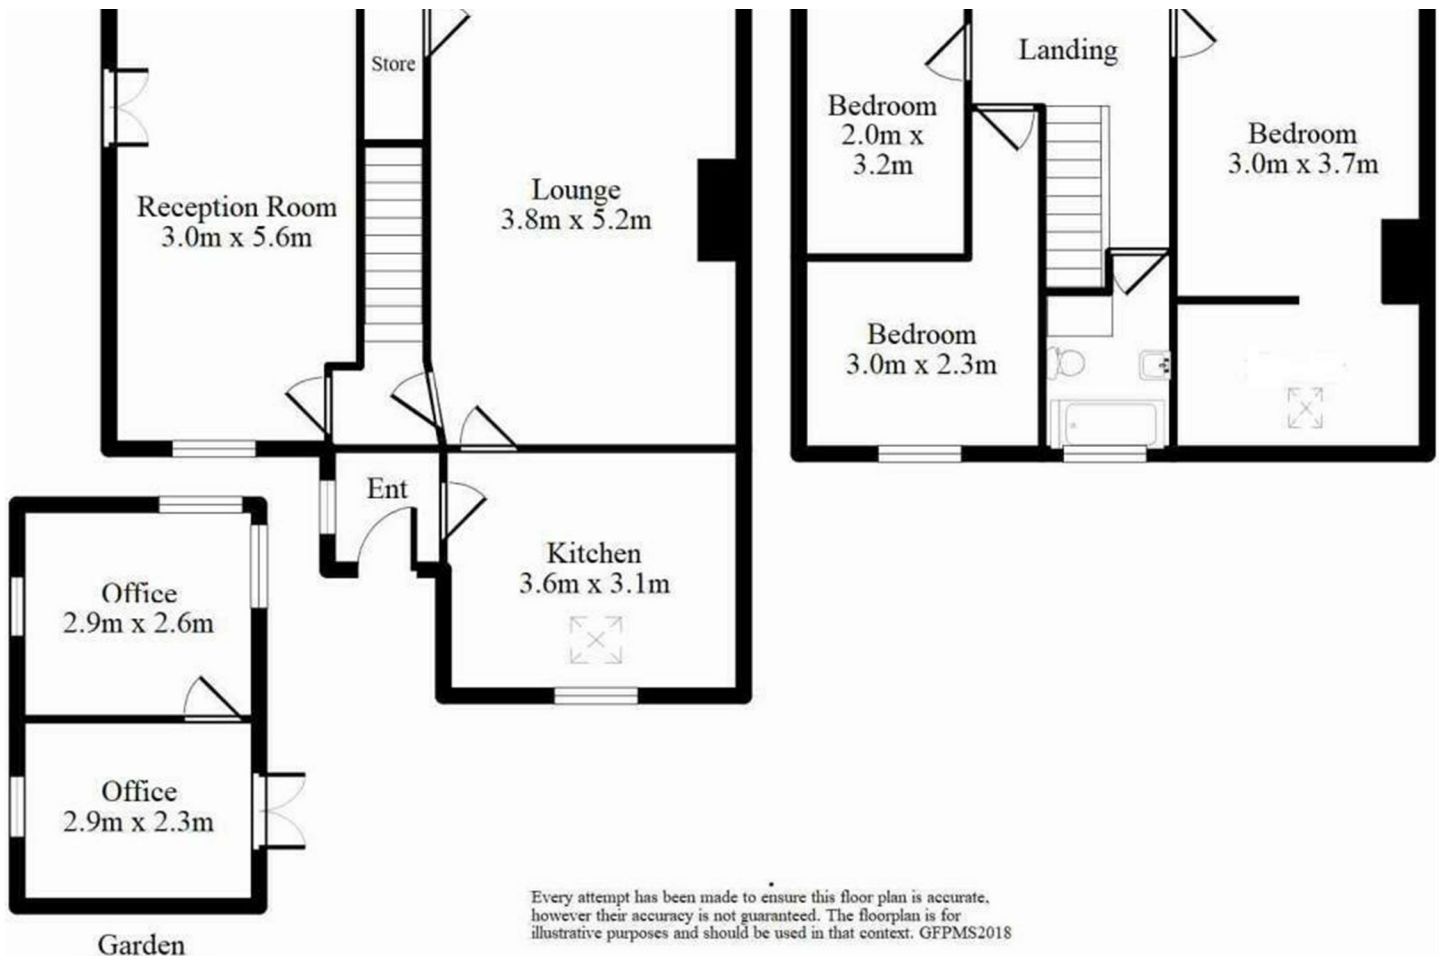 Store
Reception Room
3.0m x 5.6m
Lounge
3.8m x 5.2m
Ent
Kitchen
3.6m x 3.1m
Office
2.9m x 2.6m
Office
2.9m x 2.3m
Garden
Landing
Bedroom
2.0m x
3.2m
Bedroom
3.0m x 3.7m
Bedroom
3.0m x 2.3m
Every attempt has been made to ensure this floor plan is accurate,
however their accuracy is not guaranteed. The floorplan is for
illustrative purposes and should be used in that context. GFPMS2018